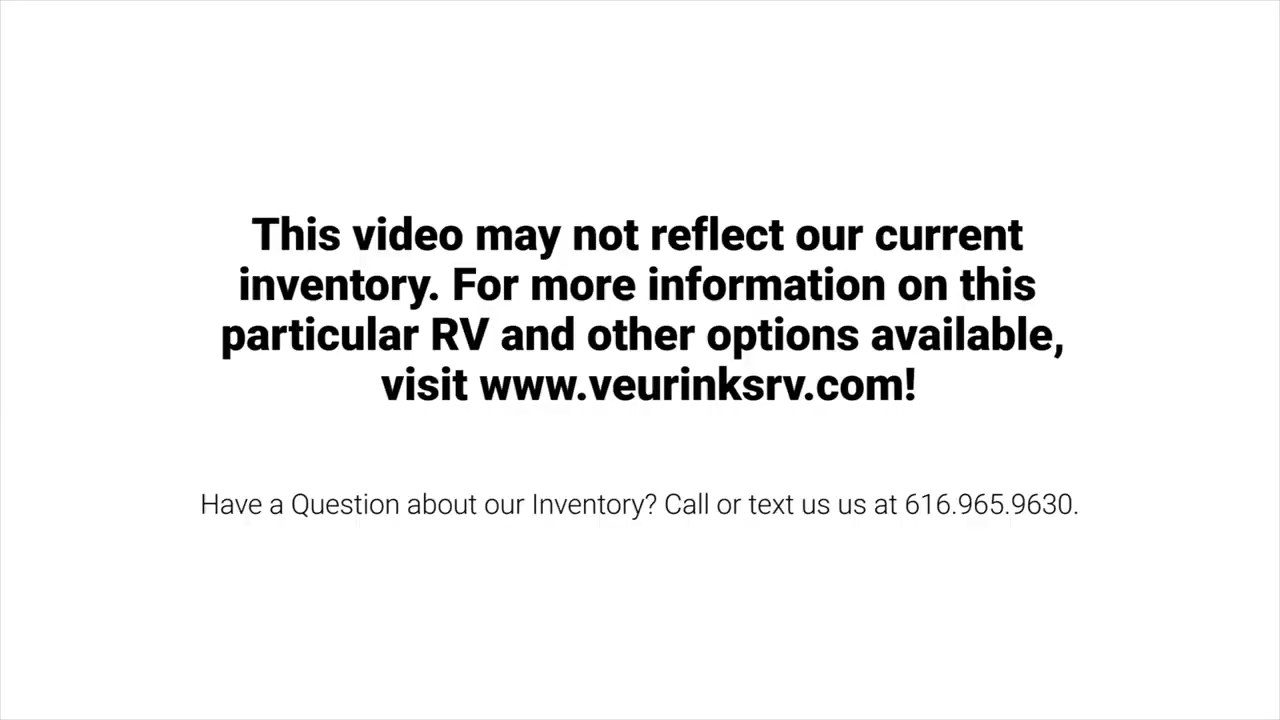 This video may not reflect our current
inventory. For more information on this
particular RV and other options available,
visit www.veurinksrv.com!
Have a Question about our Inventory? Call or text us us at 616.965.9630.